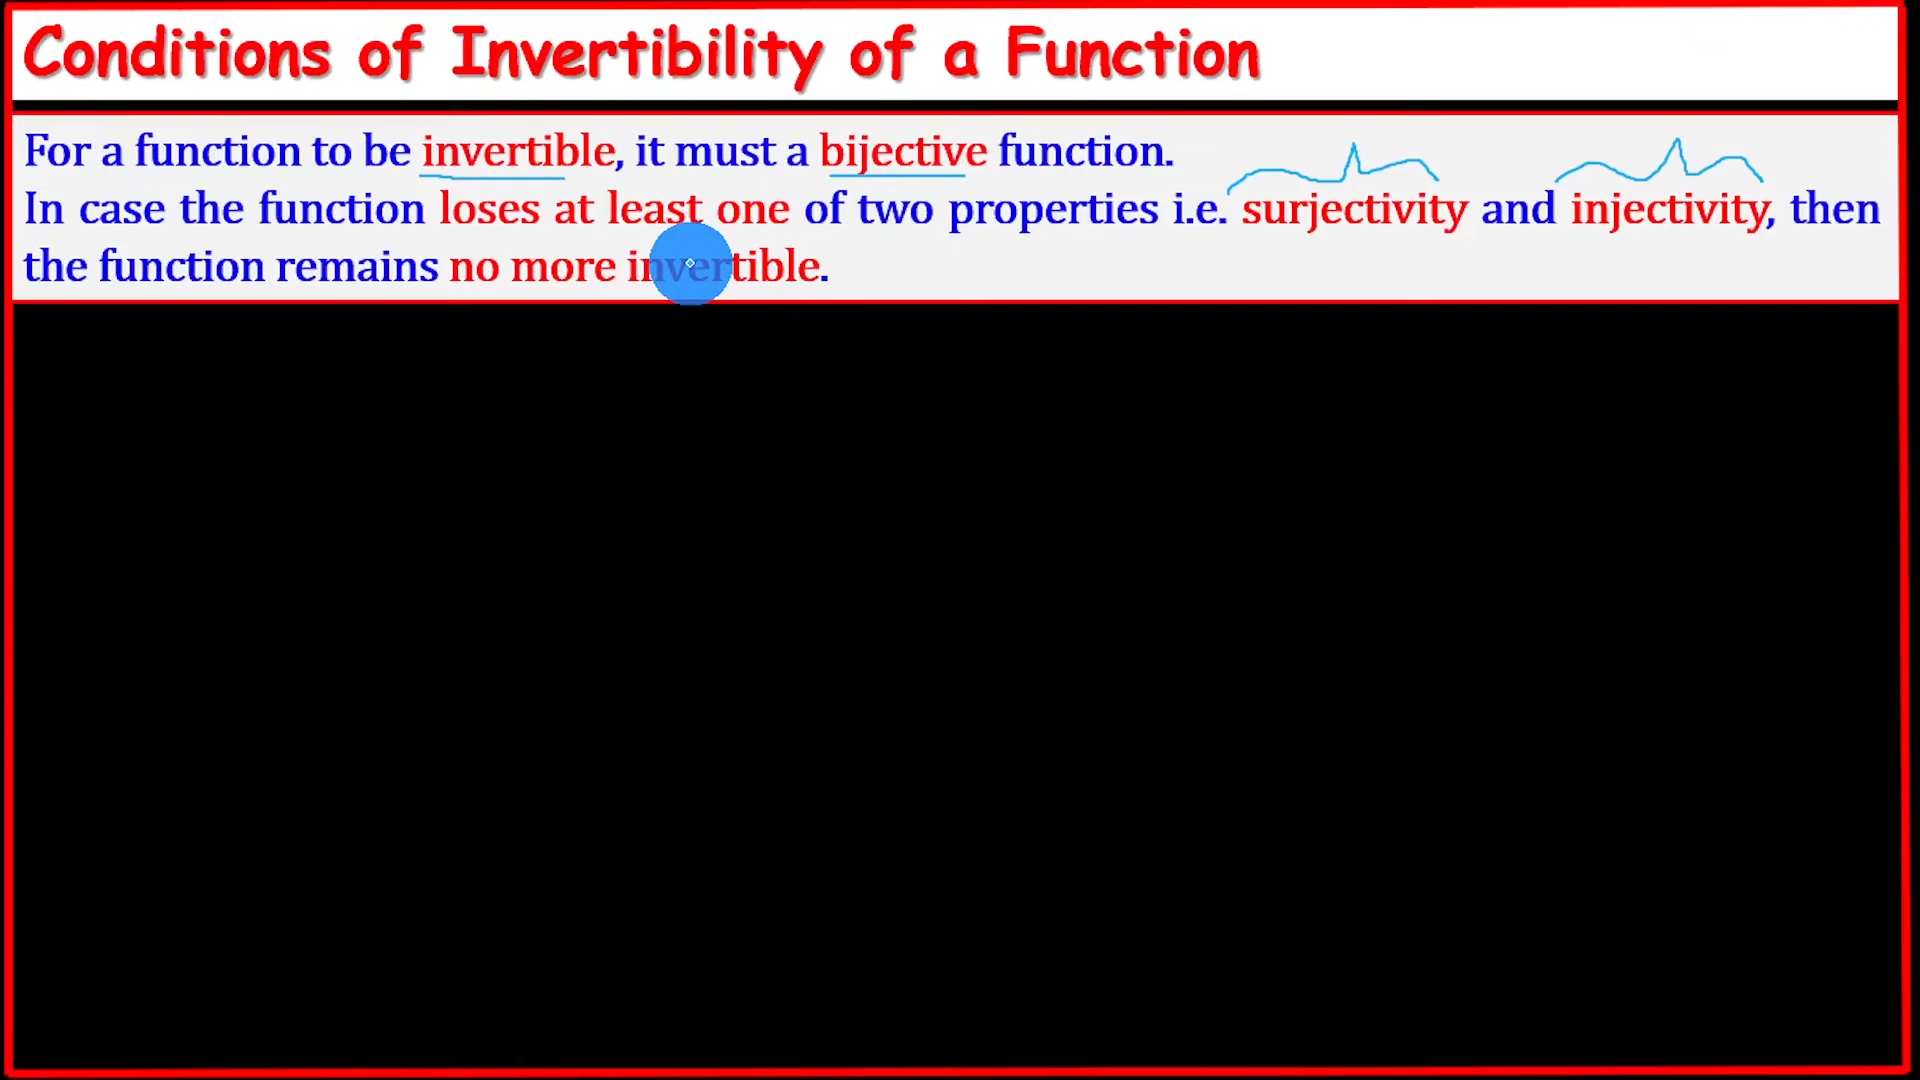 Conditions of Invertibility of a Function
For a function to be invertible, it must a bijective function.
In case the function loses at least one of two properties i.e. surjectivity and injectivity, then
the function remains no more invertible.